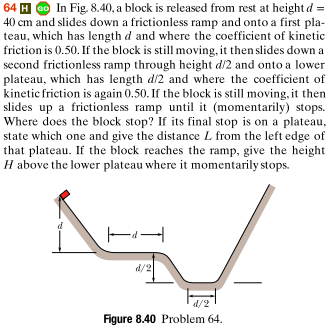 64 H GO In Fig. 8.40, a block is released from rest at height d =
40 cm and slides down a frictionless ramp and onto a first pla-
teau, which has length d and where the coefficient of kinetic
friction is 0.50. If the block is still moving, it then slides down a
second frictionless ramp through height d/2 and onto a lower
plateau, which has length d/2 and where the coefficient of
kinetic friction is again 0.50. If the block is still moving, it then
slides up a frictionless ramp until it (momentarily) stops.
Where does the block stop? If its final stop is on a plateau,
state which one and give the distance L from the left edge of
that plateau. If the block reaches the ramp, give the height
H above the lower plateau where it momentarily stops.
d
d
d/2
d/2
Figure 8.40 Problem 64.